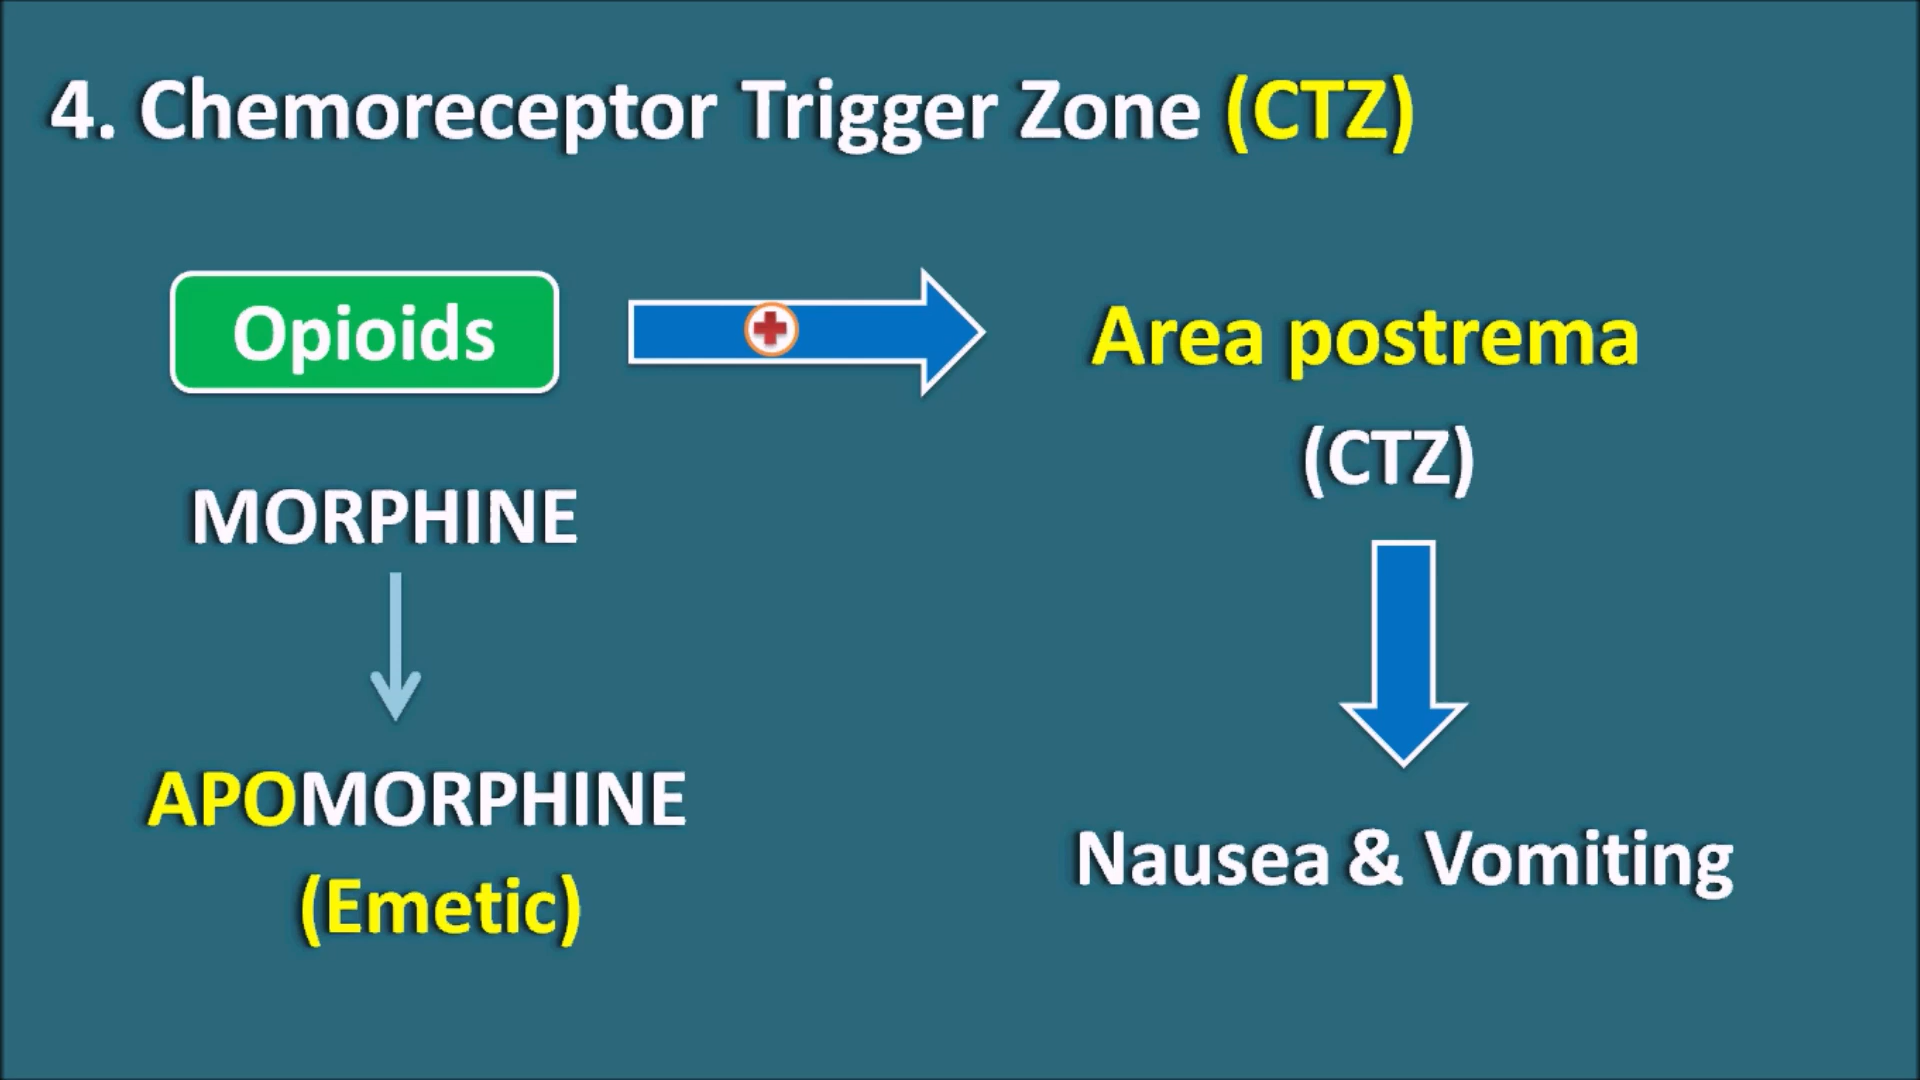 4. Chemoreceptor Trigger Zone (CTZ)
Opioids
Area postrema
(CTZ)
MORPHINE
APOMORPHINE
(Emetic)
Nausea & Vomiting